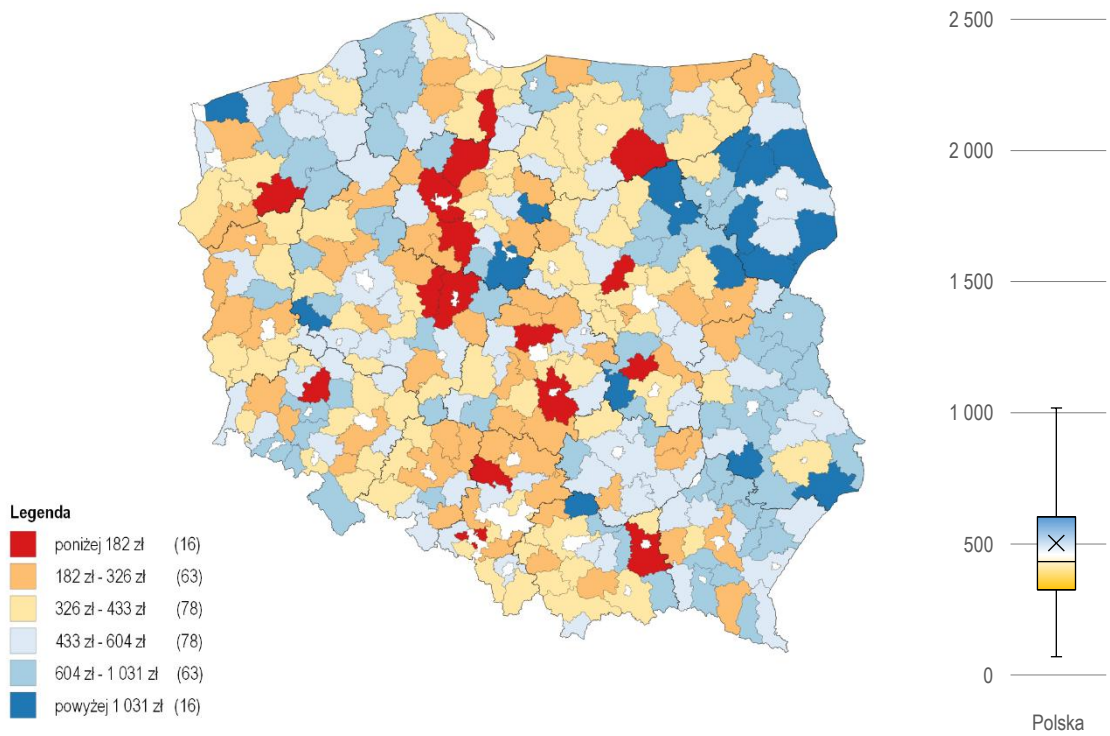 Legenda
poniżej 182 zł (16)
182 zł - 326 zł (63)
326 zł - 433 zł (78)
433 zł - 604 zł (78)
604 zł - 1 031 zł (63)
powyżej 1 031 zł (16)
2 500
2 000
1 500
1 000
500
0
Polska